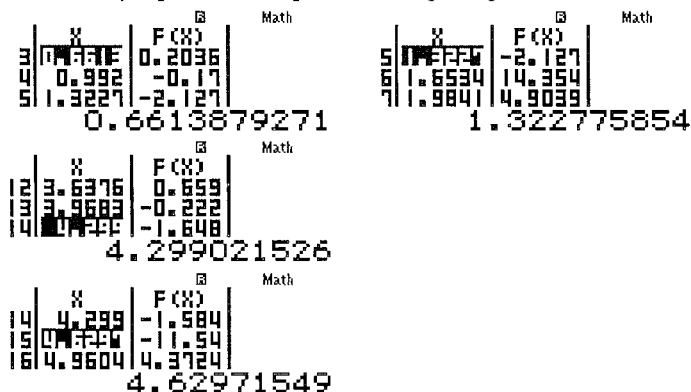 R Math
X F(X)
3 0.2036
4 0.992 -0.17
5 1.3227 -2.127
0.6613879271
R Math
X F(X)
5 -2.127
6 1.6534 14.354
7 1.9841 4.9039
1.322775854
R Math
X F(X)
12 3.6376 0.659
13 3.9683 -0.222
14 -1.648
4.299021526
R Math
X F(X)
14 4.299 -1.584
15 -11.54
16 4.9604 4.3724
4.62971549